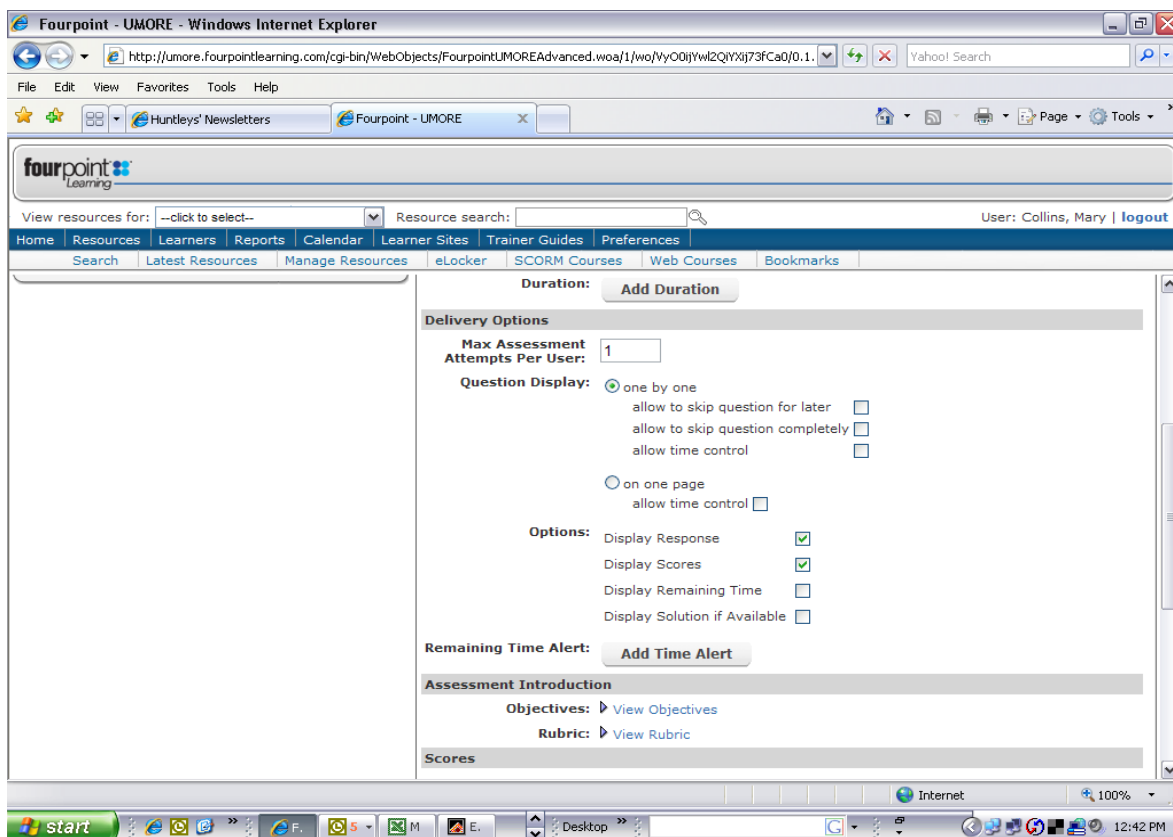 Fourpoint - UMORE - Windows Internet Explorer
http://umore.fourpointlearning.com/cgi-bin/WebObjects/FourpointUMOREAdvanced.woa/1/wo/VyO0ijYwl2QiYXij73fCa0/0.1. Yahoo! Search
File Edit View Favorites Tools Help
Huntleys' Newsletters Fourpoint - UMORE X Page Tools »
fourpoint
Learning
View resources for: --click to select-- Resource search: User: Collins, Mary | logout
Home Resources Learners Reports Calendar Learner Sites Trainer Guides Preferences
Search Latest Resources Manage Resources eLocker SCORM Courses Web Courses Bookmarks
Duration: Add Duration
Delivery Options
Max Assessment
Attempts Per User: 1
Question Display: one by one
allow to skip question for later
allow to skip question completely
allow time control
on one page
allow time control
Options: Display Response
Display Scores
Display Remaining Time
Display Solution if Available
Remaining Time Alert: Add Time Alert
Assessment Introduction
Objectives: View Objectives
Rubric: View Rubric
Scores
Internet 100%
start » F. 5 M E. Desktop » G 12:42 PM